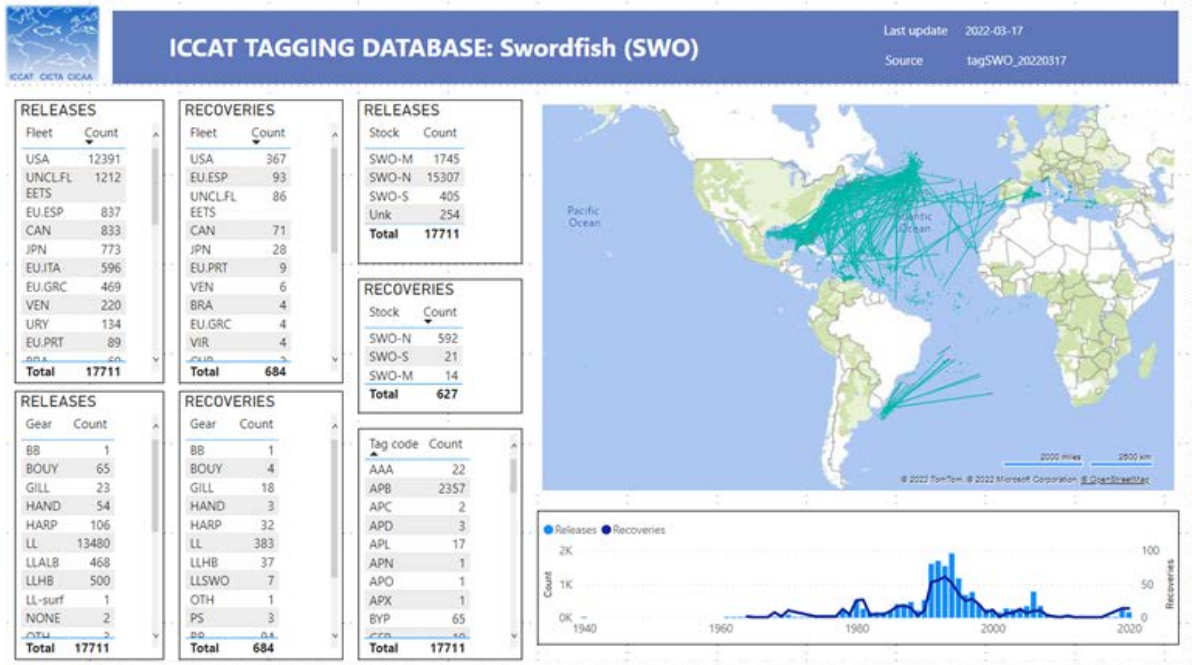 ICCAT CICTA CICAA
ICCAT TAGGING DATABASE: Swordfish (SWO)
Last update 2022-03-17
Source tagSWO_20220317
RELEASES
Fleet Count
USA 12391
UNCL.FL EETS 1212
EU.ESP 837
CAN 833
JPN 773
EU.ITA 596
EU.GRC 469
VEN 220
URY 134
EU.PRT 89
Total 17711
RECOVERIES
Fleet Count
USA 367
EU.ESP 93
UNCL.FL EETS 86
CAN 71
JPN 28
EU.PRT 9
VEN 6
BRA 4
EU.GRC 4
VIR 4
Total 684
RELEASES
Stock Count
SWO-M 1745
SWO-N 15307
SWO-S 405
Unk 254
Total 17711
RECOVERIES
Stock Count
SWO-N 592
SWO-S 21
SWO-M 14
Total 627
RELEASES
Gear Count
BB 1
BOUY 65
GILL 23
HAND 54
HARP 106
LL 13480
LLALB 468
LLHB 500
LL-surf 1
NONE 2
Total 17711
RECOVERIES
Gear Count
BB 1
BOUY 4
GILL 18
HAND 3
HARP 32
LL 383
LLHB 37
LLSWO 7
OTH 1
PS 3
Total 684
Tag code Count
AAA 22
APB 2357
APC 2
APD 3
APL 17
APN 1
APO 1
APX 1
BYP 65
Total 17711
Pacific
Ocean
Ocean
2000 miles 2500 km
© 2022 TomTom, © 2022 Microsoft Corporation, © OpenStreetMap
Releases Recoveries
2K 100
1K 50
0K 0
Count
Recoveries
1940 1960 1980 2000 2020